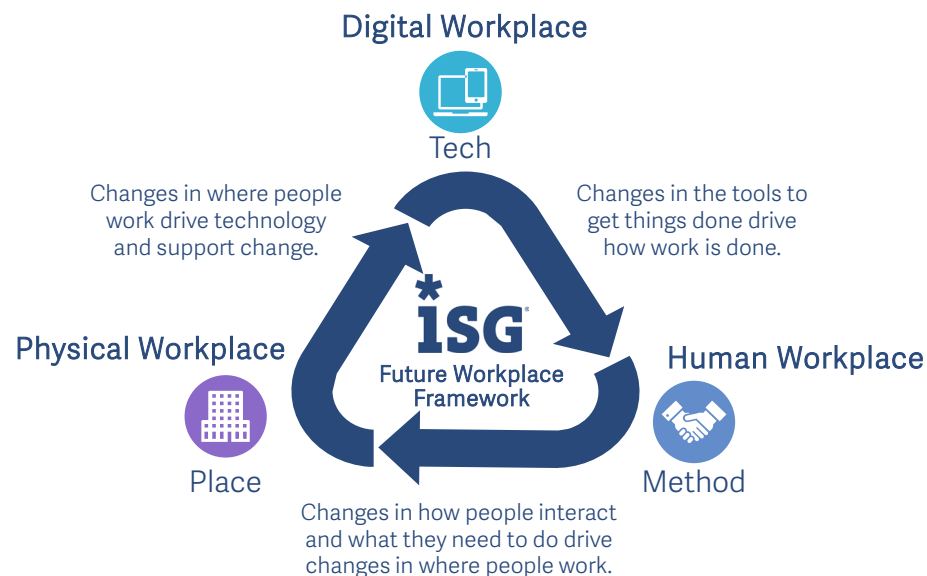 Digital Workplace
Tech
Changes in where people
work drive technology
and support change.
Changes in the tools to
get things done drive
how work is done.
*
iSG®
Future Workplace
Framework
Physical Workplace
Place
Human Workplace
Method
Changes in how people interact
and what they need to do drive
changes in where people work.